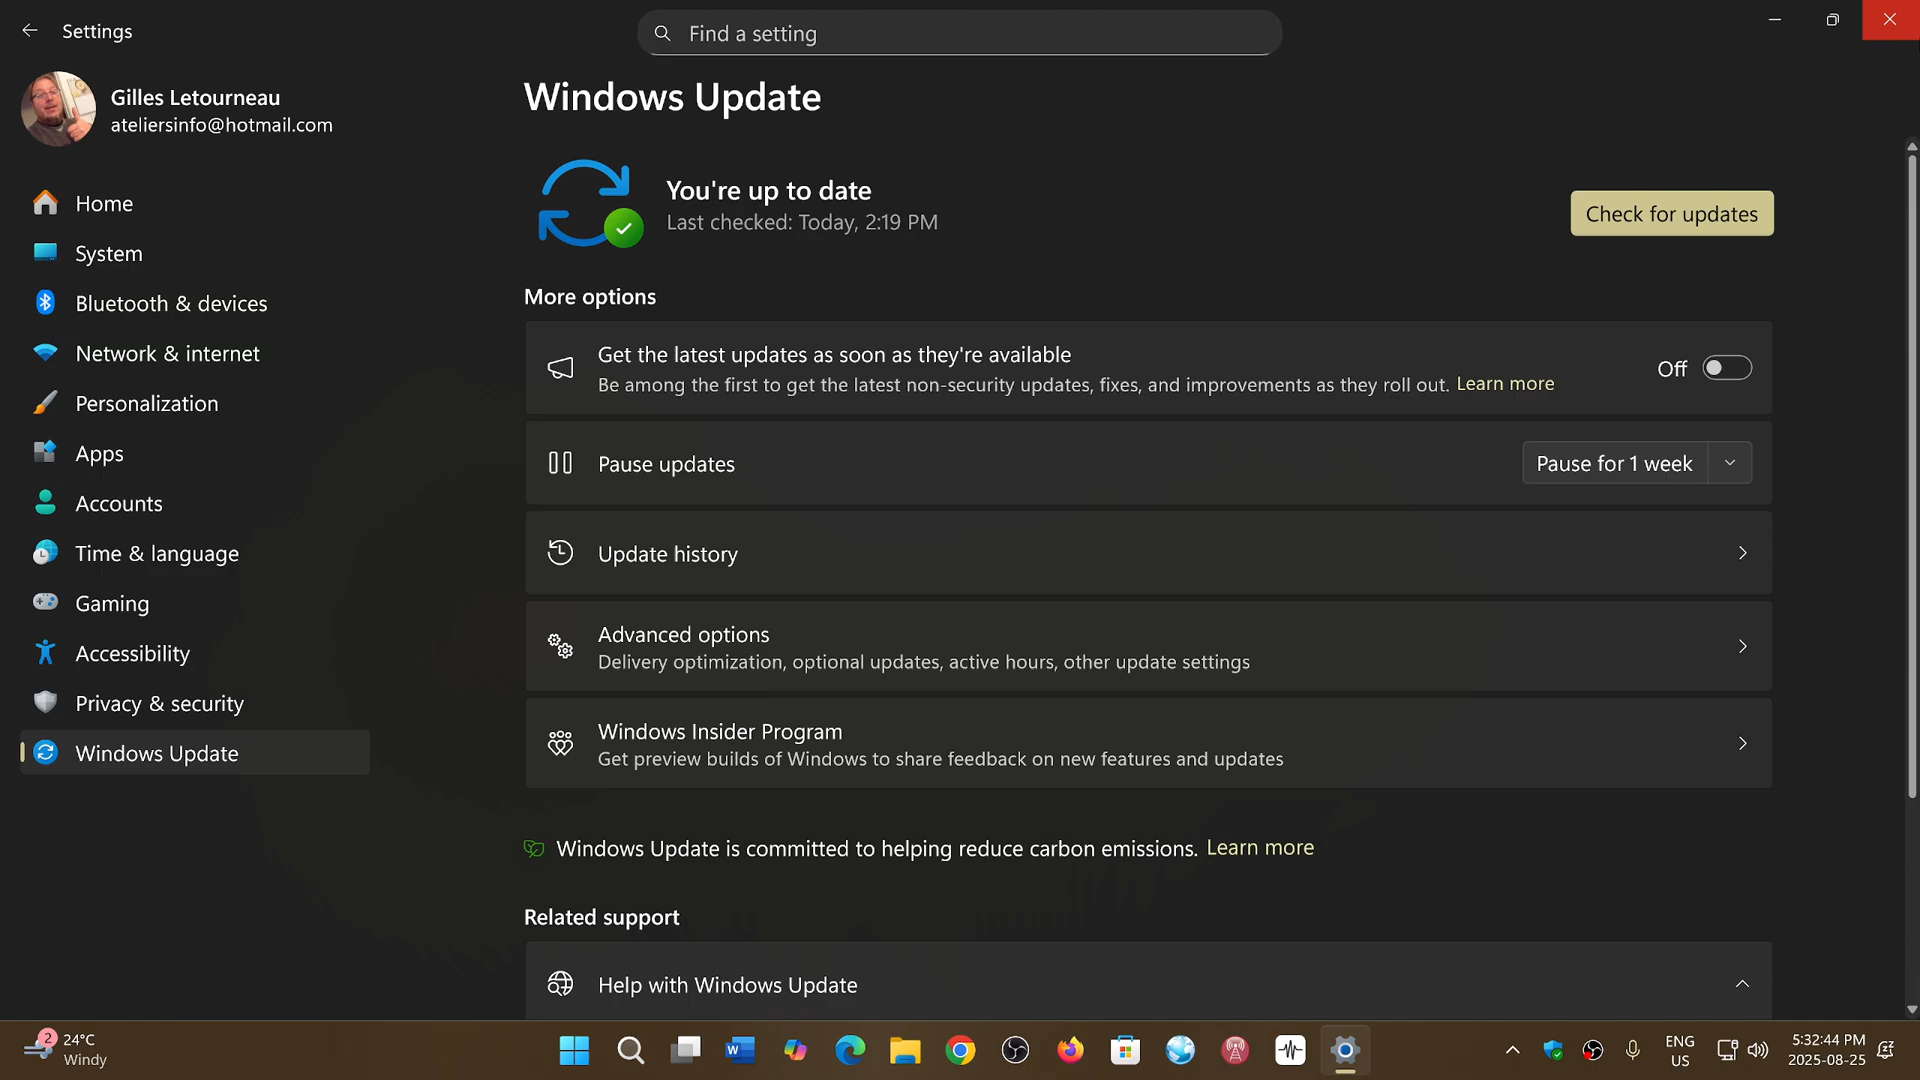 Settings
Find a setting
Gilles Letourneau
ateliersinfo@hotmail.com
Home
System
Bluetooth & devices
Network & internet
Personalization
Apps
Accounts
Time & language
Gaming
Accessibility
Privacy & security
Windows Update
Windows Update
You're up to date
Last checked: Today, 2:19 PM
Check for updates
More options
Get the latest updates as soon as they're available
Be among the first to get the latest non-security updates, fixes, and improvements as they roll out. Learn more
Off
Pause updates
Pause for 1 week
Update history
Advanced options
Delivery optimization, optional updates, active hours, other update settings
Windows Insider Program
Get preview builds of Windows to share feedback on new features and updates
Windows Update is committed to helping reduce carbon emissions. Learn more
Related support
Help with Windows Update
2
24°C
Windy
W
ENG
US
5:32:44 PM
2025-08-25